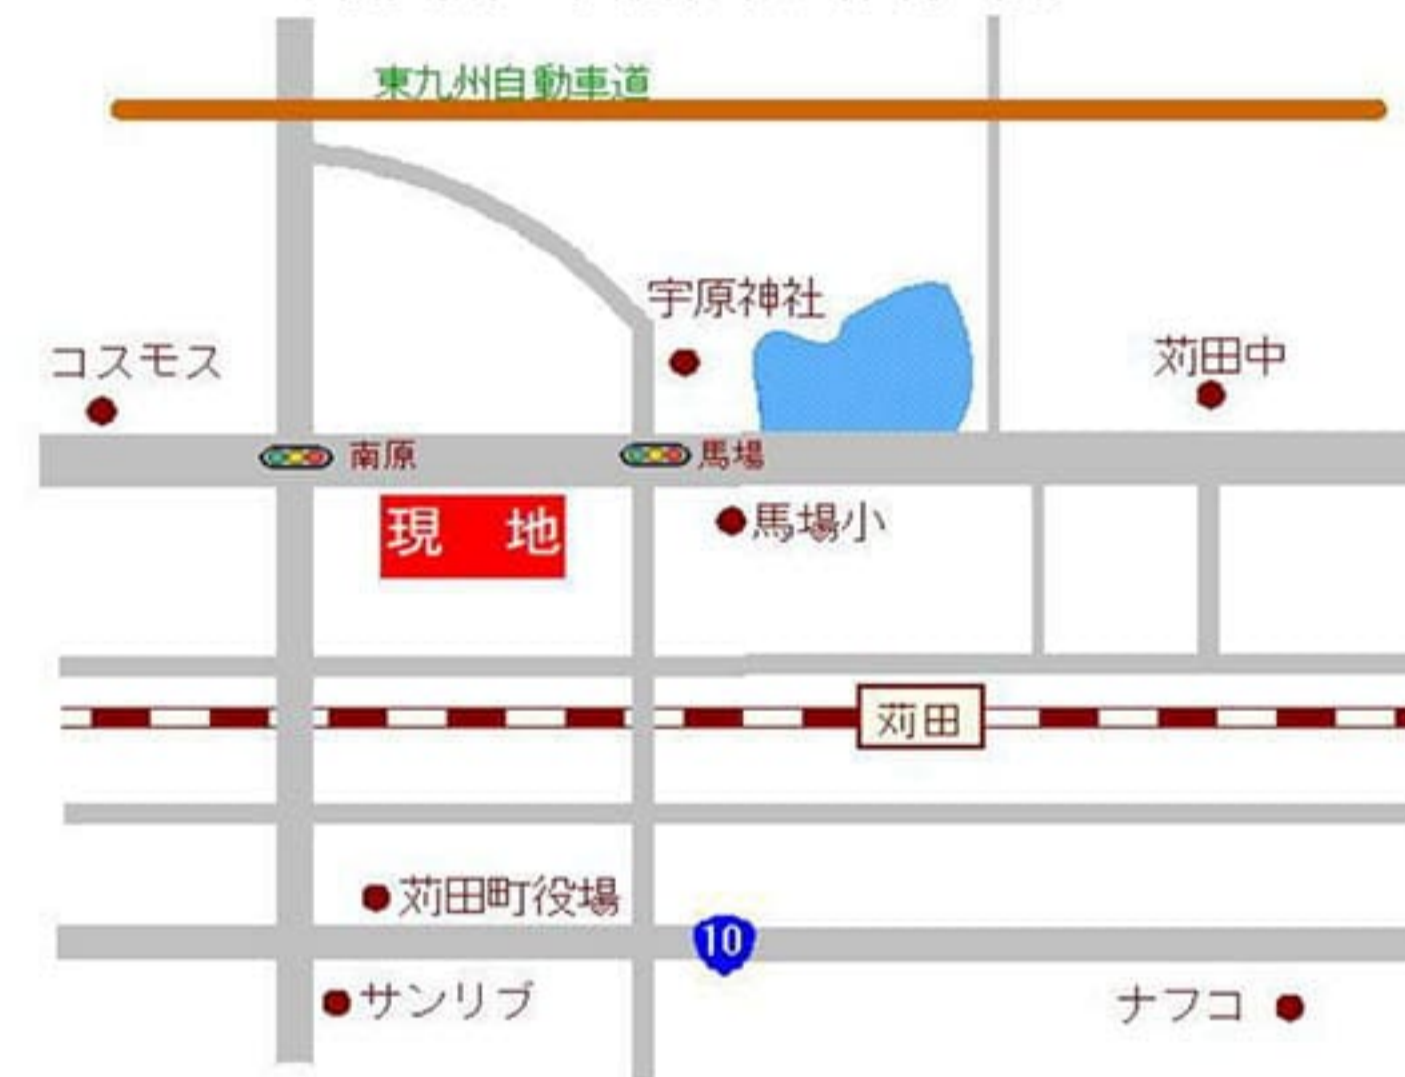 東九州自動車道
宇原神社
コスモス
苅田中
南原
馬場
現 地
馬場小
苅田
苅田町役場
10
サンリブ
ナフコ